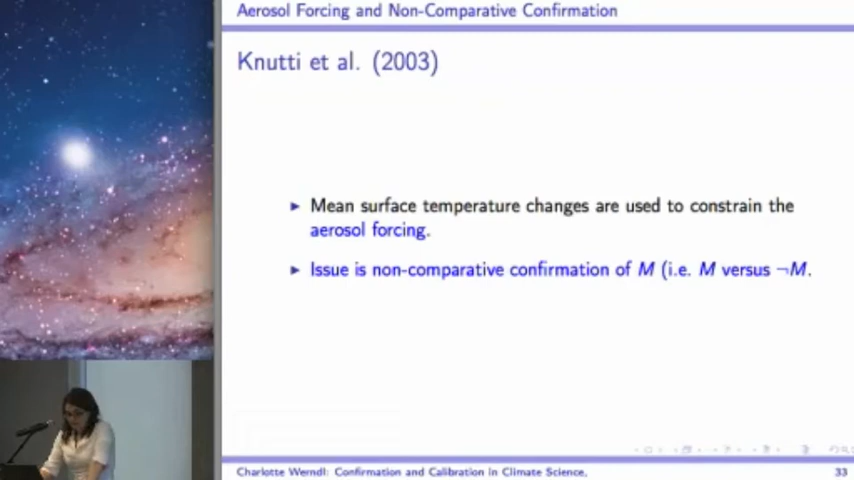 Aerosol Forcing and Non-Comparative Confirmation
Knutti et al. (2003)
► Mean surface temperature changes are used to constrain the
aerosol forcing.
► Issue is non-comparative confirmation of M (i.e. M versus ¬M.
Charlotte Werndl: Confirmation and Calibration in Climate Science,
33